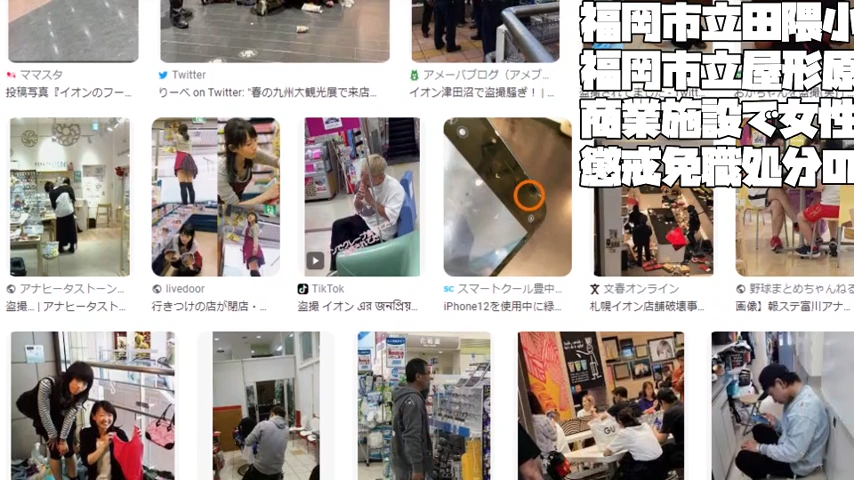 福岡市立田隈小
福岡市立屋形原
商業施設で女性
懲戒免職処分の
ママスタ
投稿写真『イオンのフー...
Twitter
りーべ on Twitter: "春の九州大観光展で来店...
アメーバブログ（アメブ...
イオン津田沼で盗撮騒ぎ！ | ...
アナヒータストーン...
盗撮... | アナヒータスト...
livedoor
行きつけの店が閉店・...
TikTok
盗撮 イオン এর জনপ্রিয়...
スマートクール豊中...
iPhone12を使用中に緑...
文春オンライン
札幌イオン店舗破壊事...
野球まとめちゃんねる
画像】報ステ富川アナ...
GU